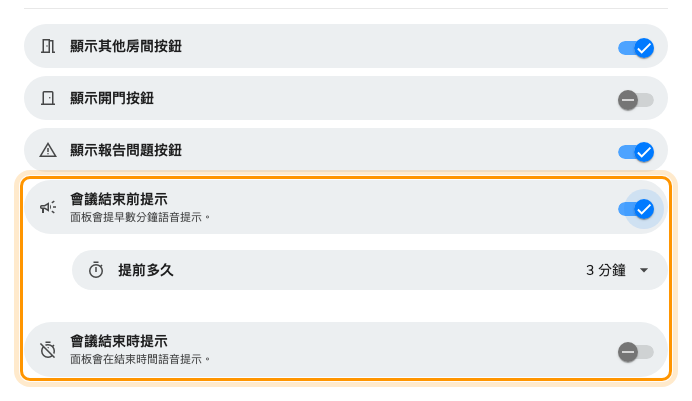 顯示其他房間按鈕
顯示開門按鈕
顯示報告問題按鈕
會議結束前提示
面板會提早數分鐘語音提示。
提前多久
3 分鐘
會議結束時提示
面板會在結束時間語音提示。